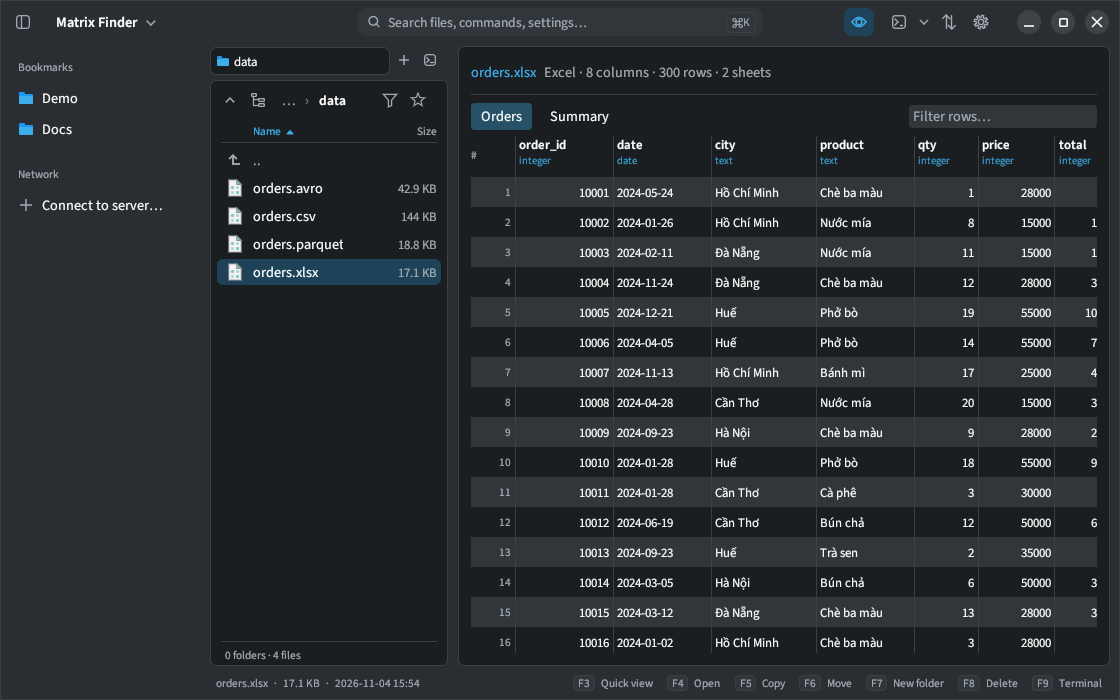 Matrix Finder
Search files, commands, settings…
⌘K
Bookmarks
Demo
Docs
Network
Connect to server…
data
… › data
Name Size
..
orders.avro 42.9 KB
orders.csv 144 KB
orders.parquet 18.8 KB
orders.xlsx 17.1 KB
0 folders · 4 files
orders.xlsx Excel · 8 columns · 300 rows · 2 sheets
Orders Summary Filter rows…
# order_id date city product qty price total
integer date text text integer integer integer
1 10001 2024-05-24 Hồ Chí Minh Chè ba màu 1 28000
2 10002 2024-01-26 Hồ Chí Minh Nước mía 8 15000 1
3 10003 2024-02-11 Đà Nẵng Nước mía 11 15000 1
4 10004 2024-11-24 Đà Nẵng Chè ba màu 12 28000 3
5 10005 2024-12-21 Huế Phở bò 19 55000 10
6 10006 2024-04-05 Huế Phở bò 14 55000 7
7 10007 2024-11-13 Hồ Chí Minh Bánh mì 17 25000 4
8 10008 2024-04-28 Cần Thơ Nước mía 20 15000 3
9 10009 2024-09-23 Hà Nội Chè ba màu 9 28000 2
10 10010 2024-01-28 Huế Phở bò 18 55000 9
11 10011 2024-01-28 Cần Thơ Cà phê 3 30000
12 10012 2024-06-19 Cần Thơ Bún chả 12 50000 6
13 10013 2024-09-23 Huế Trà sen 2 35000
14 10014 2024-03-05 Hà Nội Bún chả 6 50000 3
15 10015 2024-03-12 Đà Nẵng Chè ba màu 13 28000 3
16 10016 2024-01-02 Hồ Chí Minh Chè ba màu 3 28000
orders.xlsx · 17.1 KB · 2026-11-04 15:54
F3 Quick view F4 Open F5 Copy F6 Move F7 New folder F8 Delete F9 Terminal